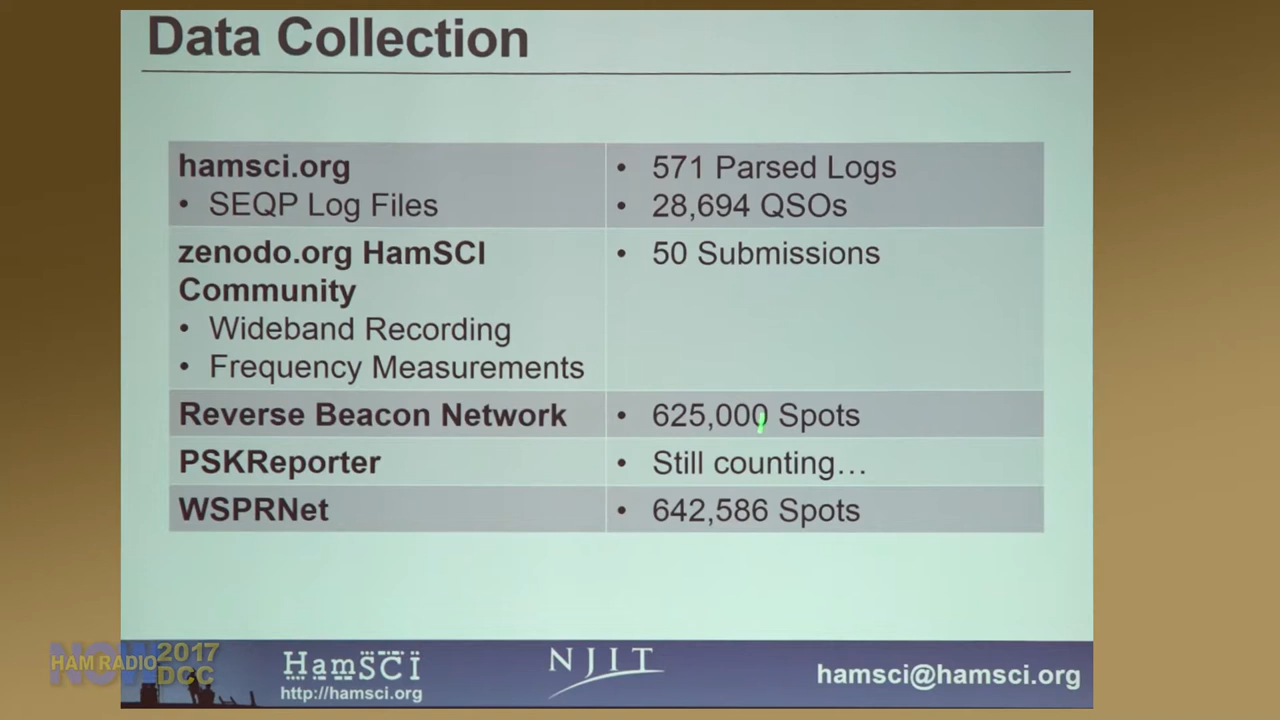 Data Collection
hamsci.org
• SEQP Log Files
• 571 Parsed Logs
• 28,694 QSOs
zenodo.org HamSCI
Community
• Wideband Recording
• Frequency Measurements
• 50 Submissions
Reverse Beacon Network
• 625,000 Spots
PSKReporter
• Still counting…
WSPRNet
• 642,586 Spots
NOW
HAM RADIO 2017
DCC
HamSCI
http://hamsci.org
NJIT
hamsci@hamsci.org